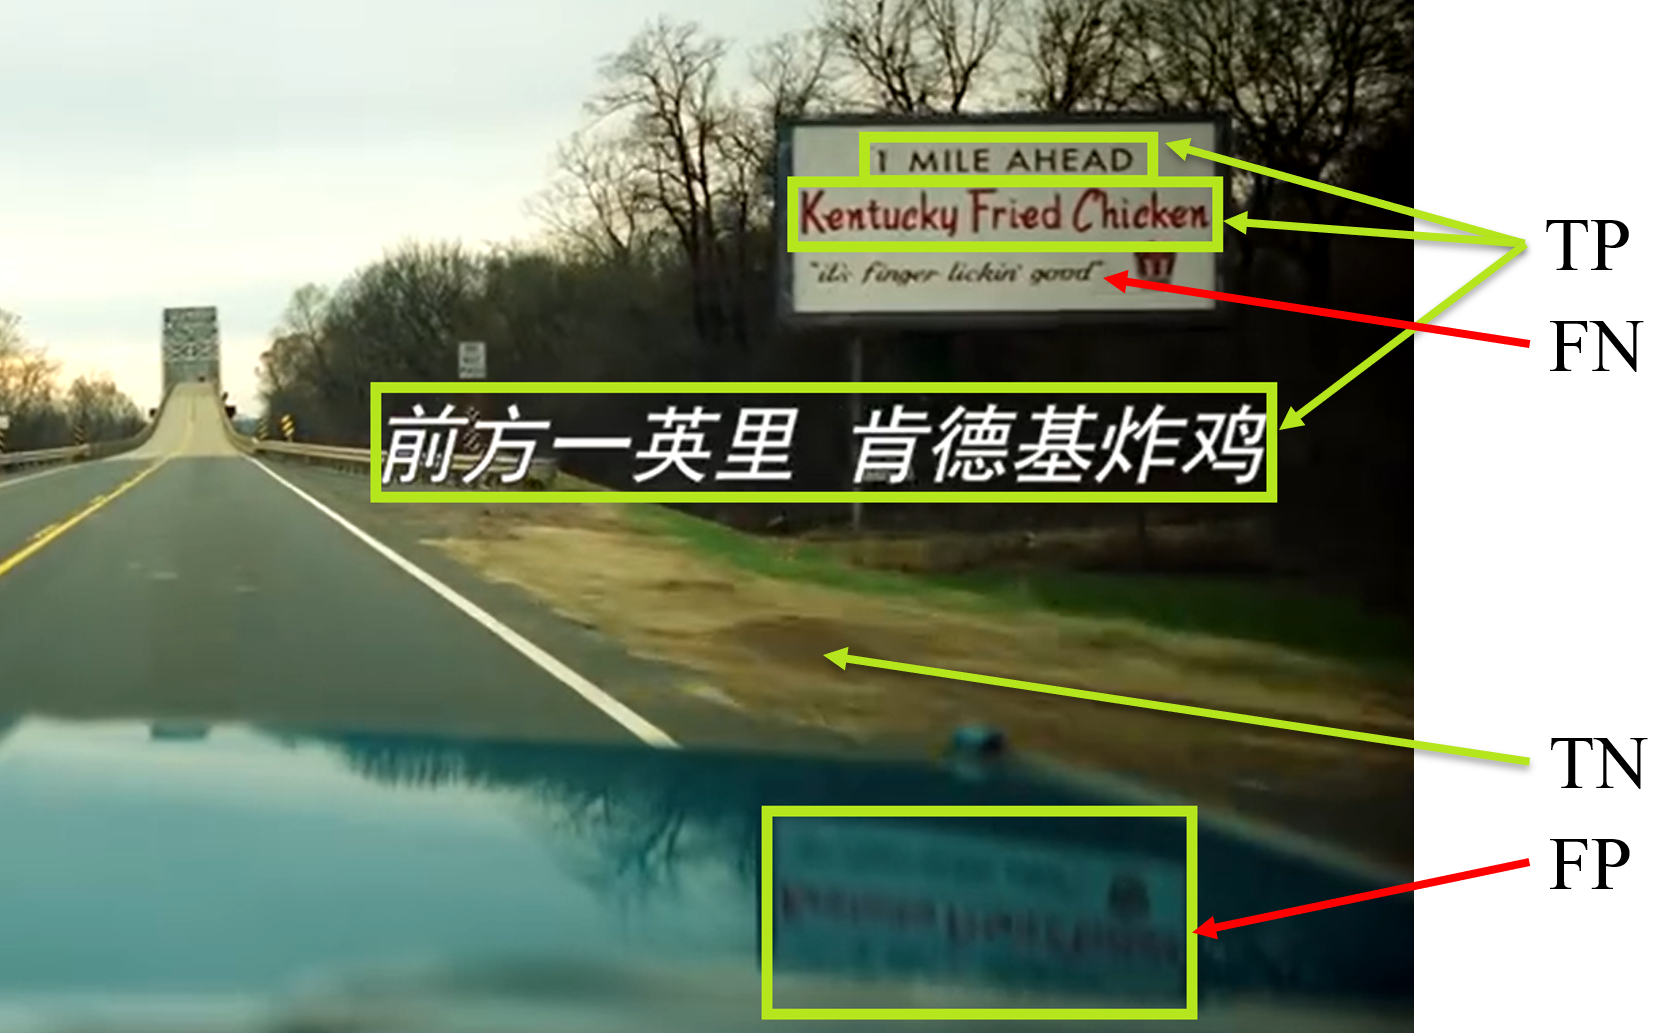 1 MILE AHEAD
Kentucky Fried Chicken
"it's finger lickin' good"
前方一英里 肯德基炸鸡
TP
FN
TN
FP